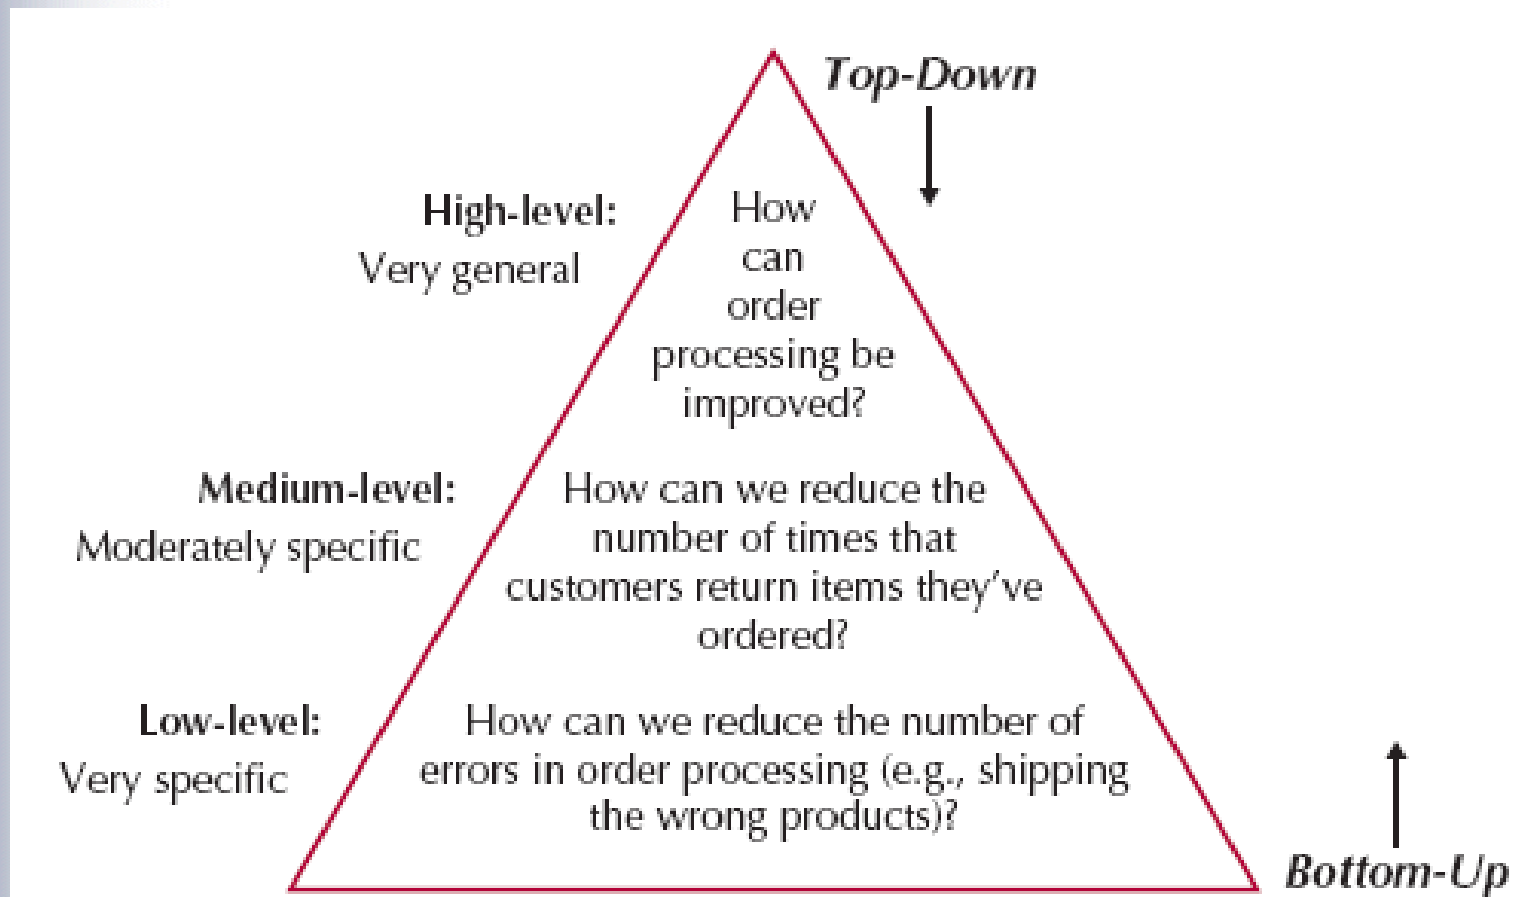 Top-Down
High-level:
Very general
How
can
order
processing be
improved?
Medium-level:
Moderately specific
How can we reduce the
number of times that
customers return items they've
ordered?
Low-level:
Very specific
How can we reduce the number of
errors in order processing (e.g., shipping
the wrong products)?
Bottom-Up